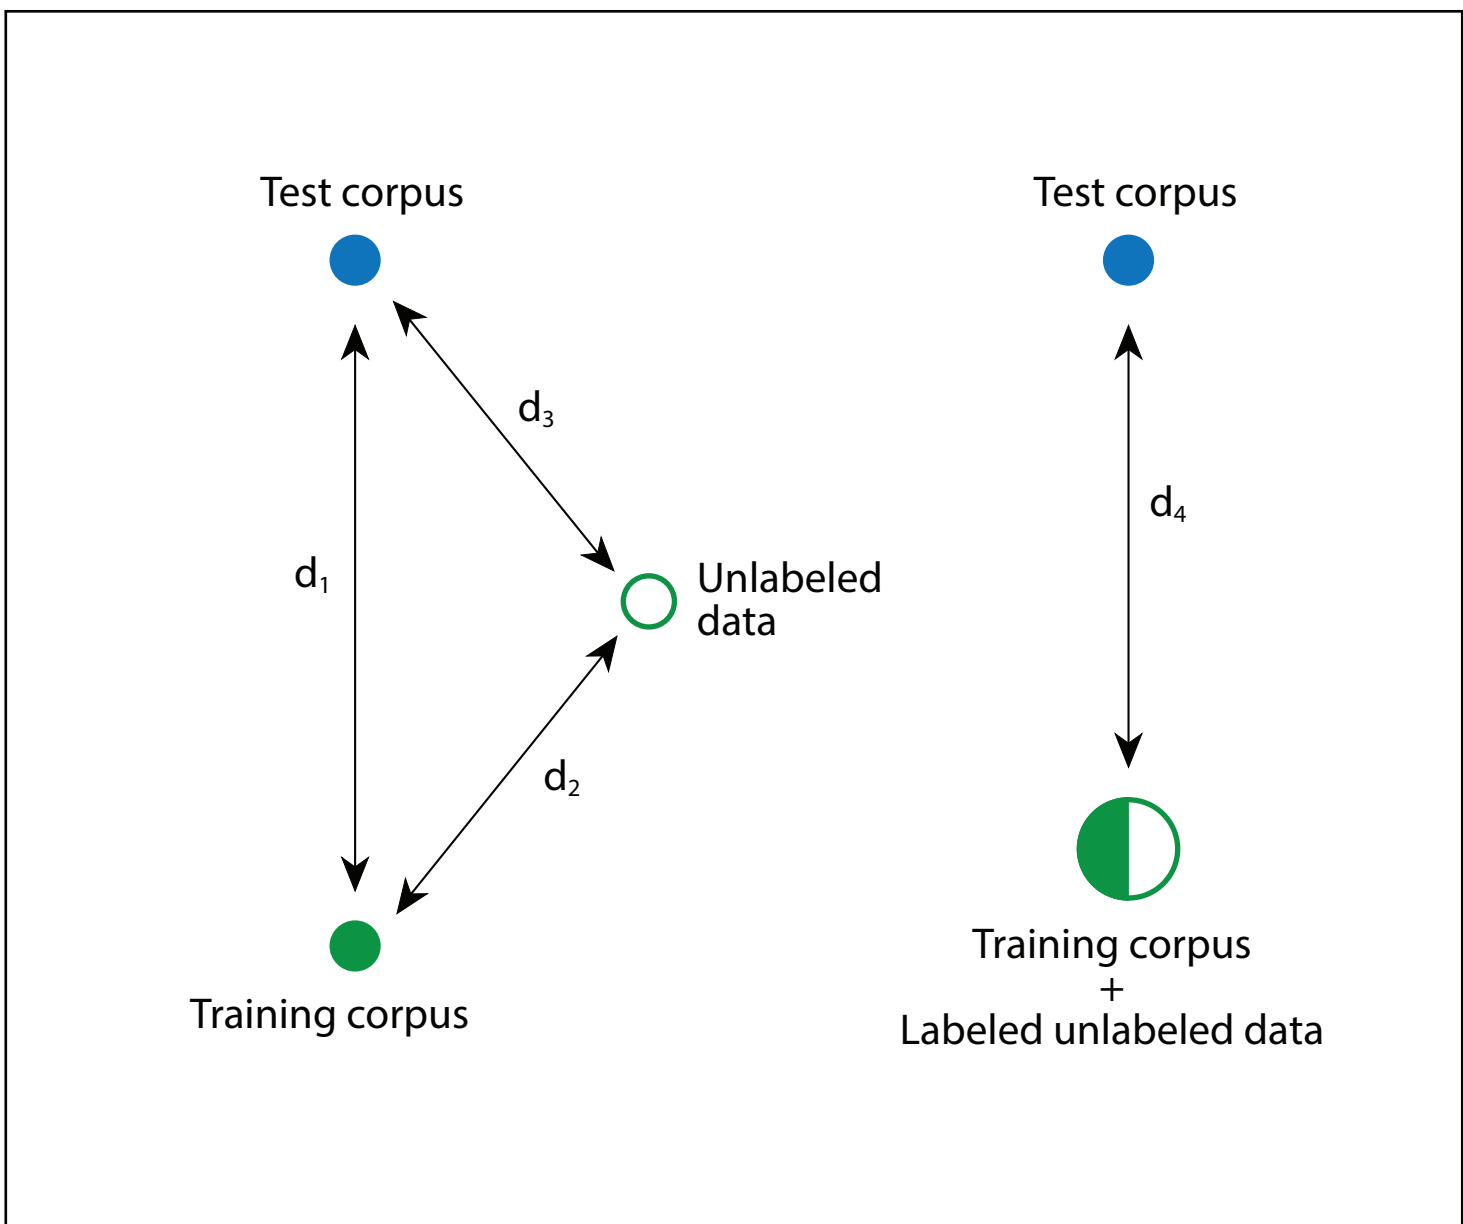 Test corpus
d₃
d₁
Unlabeled
data
d₂
Training corpus
Test corpus
d₄
Training corpus
+
Labeled unlabeled data